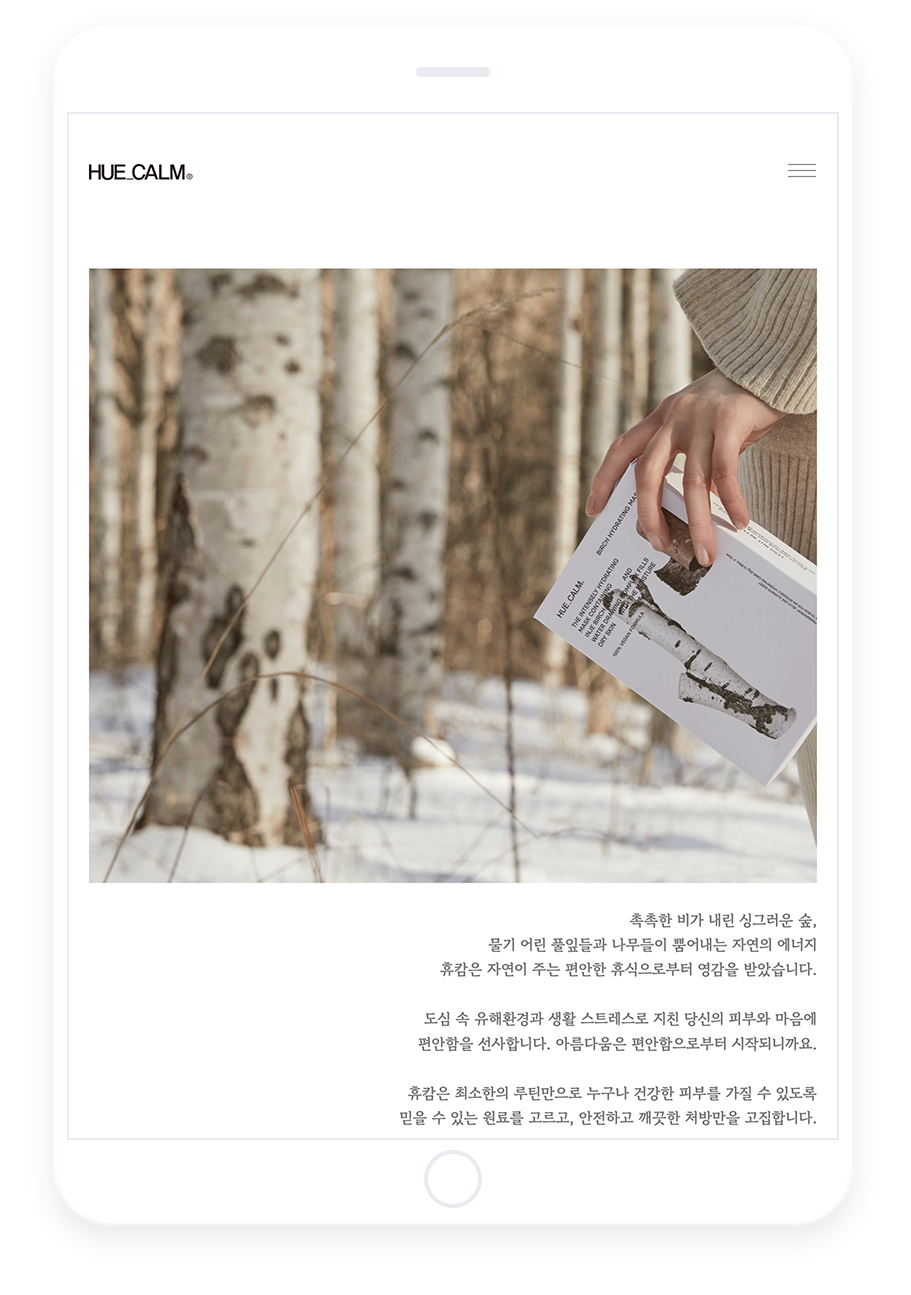 HUE_CALM®
BIRCH HYDRATING
HUE_CALM.
THE INTENSELY HYDRATING
MASK CONTAINING
INJE BIRCH AND
WATER DRAWING COMPLEX FILLS
DRY SKIN WITH THE MOISTURE
100% VEGAN FORMULA
촉촉한 비가 내린 싱그러운 숲,
물기 어린 풀잎들과 나무들이 뿜어내는 자연의 에너지
휴캄은 자연이 주는 편안한 휴식으로부터 영감을 받았습니다.
도심 속 유해환경과 생활 스트레스로 지친 당신의 피부와 마음에
편안함을 선사합니다. 아름다움은 편안함으로부터 시작되니까요.
휴캄은 최소한의 루틴만으로 누구나 건강한 피부를 가질 수 있도록
믿을 수 있는 원료를 고르고, 안전하고 깨끗한 처방만을 고집합니다.